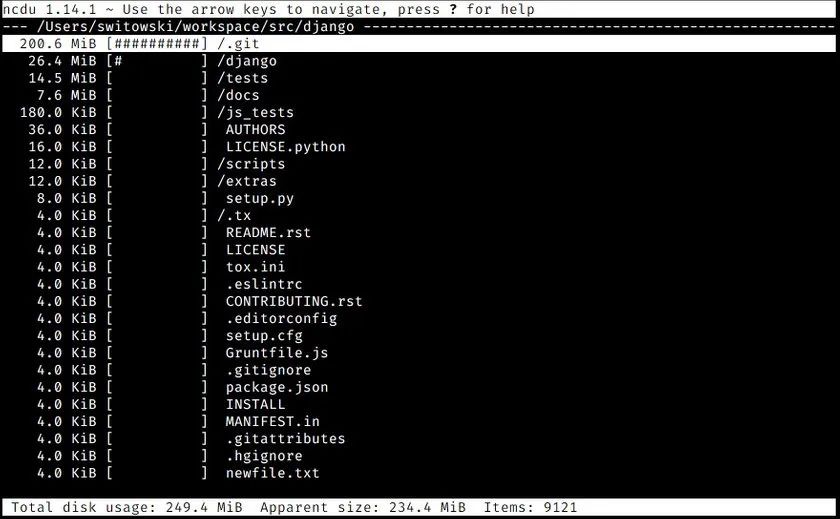 ncdu 1.14.1 ~ Use the arrow keys to navigate, press ? for help
--- /Users/switowski/workspace/src/django ---------------------------------------------------------
200.6 MiB [##########] /.git
26.4 MiB [#         ] /django
14.5 MiB [          ] /tests
7.6 MiB [          ] /docs
180.0 KiB [          ] /js_tests
36.0 KiB [          ]  AUTHORS
16.0 KiB [          ]  LICENSE.python
12.0 KiB [          ] /scripts
12.0 KiB [          ] /extras
8.0 KiB [          ]  setup.py
4.0 KiB [          ] /.tx
4.0 KiB [          ]  README.rst
4.0 KiB [          ]  LICENSE
4.0 KiB [          ]  tox.ini
4.0 KiB [          ]  .eslintrc
4.0 KiB [          ]  CONTRIBUTING.rst
4.0 KiB [          ]  .editorconfig
4.0 KiB [          ]  setup.cfg
4.0 KiB [          ]  Gruntfile.js
4.0 KiB [          ]  .gitignore
4.0 KiB [          ]  package.json
4.0 KiB [          ]  INSTALL
4.0 KiB [          ]  MANIFEST.in
4.0 KiB [          ]  .gitattributes
4.0 KiB [          ]  .hgignore
4.0 KiB [          ]  newfile.txt
Total disk usage: 249.4 MiB  Apparent size: 234.4 MiB  Items: 9121